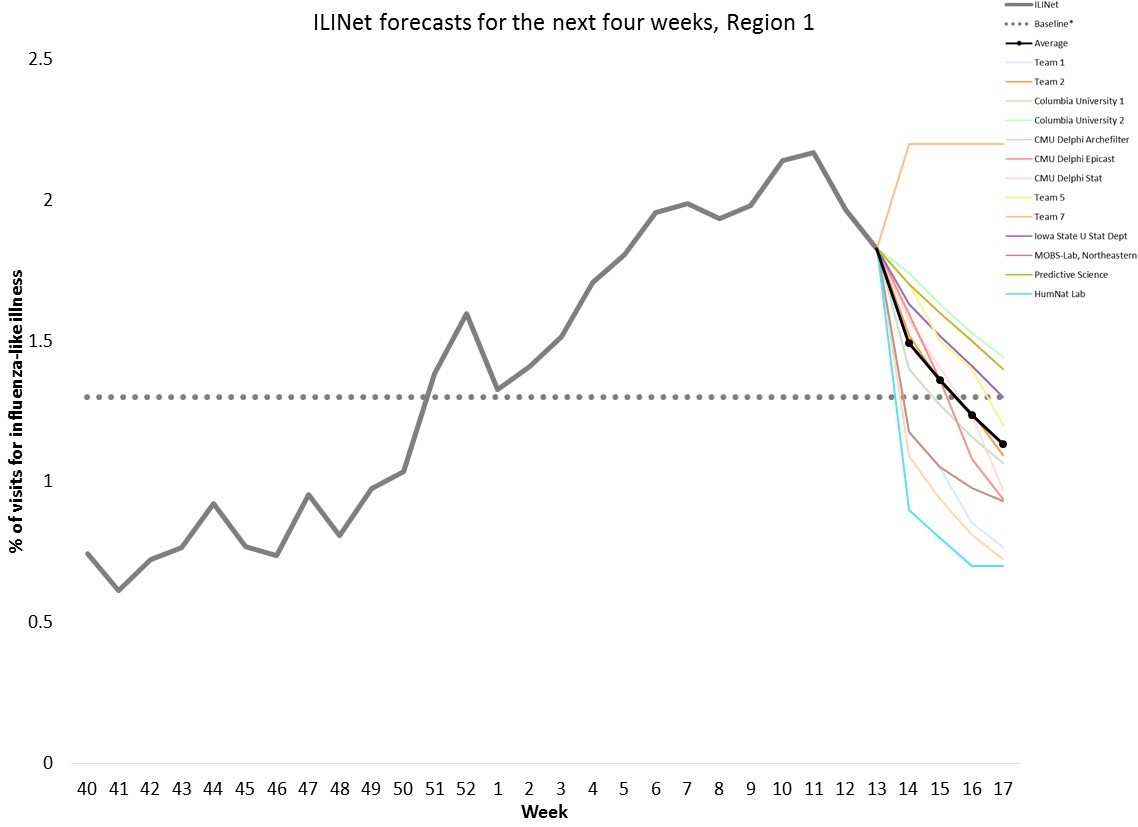 ILINet forecasts for the next four weeks, Region 1
ILINet
Baseline*
Average
Team 1
Team 2
Columbia University 1
Columbia University 2
CMU Delphi Archefilter
CMU Delphi Epicast
CMU Delphi Stat
Team 5
Team 7
Iowa State U Stat Dept
MOBS-Lab, Northeastern
Predictive Science
HumNat Lab
% of visits for influenza-like illness
2.5
2
1.5
1
0.5
0
40 41 42 43 44 45 46 47 48 49 50 51 52 1 2 3 4 5 6 7 8 9 10 11 12 13 14 15 16 17
Week